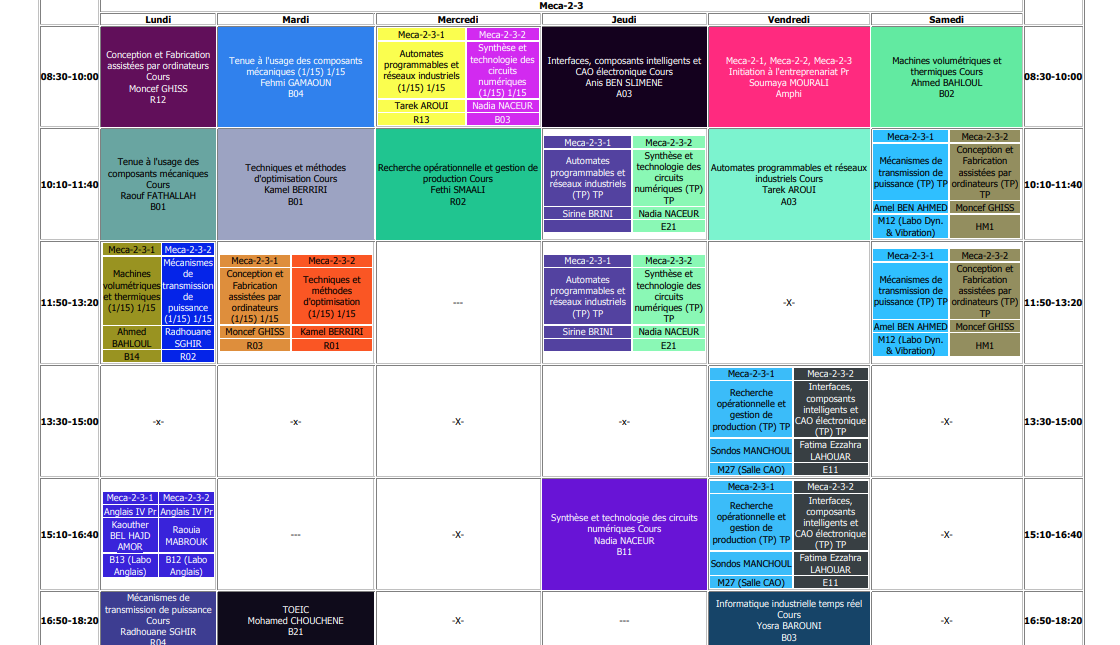 Meca-2-3
Lundi
Mardi
Mercredi
Jeudi
Vendredi
Samedi
08:30-10:00
Conception et Fabrication
assistées par ordinateurs
Cours
Moncef GHISS
R12
Tenue à l'usage des composants
mécaniques (1/15) 1/15
Fehmi GAMAOUN
B04
Meca-2-3-1
Automates
programmables et
réseaux industriels
(1/15) 1/15
Tarek AROUI
R13
Meca-2-3-2
Synthèse et
technologie des
circuits
numériques
(1/15) 1/15
Nadia NACEUR
B03
Interfaces, composants intelligents et
CAO électronique Cours
Anis BEN SLIMENE
A03
Meca-2-1, Meca-2-2, Meca-2-3
Initiation à l'entreprenariat Pr
Soumaya MOURALI
Amphi
Machines volumétriques et
thermiques Cours
Ahmed BAHLOUL
B02
08:30-10:00
10:10-11:40
Tenue à l'usage des
composants mécaniques
Cours
Raouf FATHALLAH
B01
Techniques et méthodes
d'optimisation Cours
Kamel BERRIRI
B01
Recherche opérationnelle et gestion de
production Cours
Fethi SMAALI
R02
Meca-2-3-1
Automates
programmables et
réseaux industriels
(TP) TP
Sirine BRINI
Meca-2-3-2
Synthèse et
technologie des
circuits
numériques (TP)
TP
Nadia NACEUR
E21
Automates programmables et réseaux
industriels Cours
Tarek AROUI
A03
Meca-2-3-1
Mécanismes de
transmission de
puissance (TP) TP
Amel BEN AHMED
M12 (Labo Dyn.
& Vibration)
Meca-2-3-2
Conception et
Fabrication
assistées par
ordinateurs (TP)
TP
Moncef GHISS
HM1
10:10-11:40
11:50-13:20
Meca-2-3-1
Machines
volumétriques
et thermiques
(1/15) 1/15
Ahmed
BAHLOUL
B14
Meca-2-3-2
Mécanismes
de
transmission
de
puissance
(1/15) 1/15
Radhouane
SGHIR
R02
Meca-2-3-1
Conception et
Fabrication
assistées par
ordinateurs
(1/15) 1/15
Moncef GHISS
R03
Meca-2-3-2
Techniques et
méthodes
d'optimisation
(1/15) 1/15
Kamel BERRIRI
R01
---
Meca-2-3-1
Automates
programmables et
réseaux industriels
(TP) TP
Sirine BRINI
Meca-2-3-2
Synthèse et
technologie des
circuits
numériques (TP)
TP
Nadia NACEUR
E21
-X-
Meca-2-3-1
Mécanismes de
transmission de
puissance (TP) TP
Amel BEN AHMED
M12 (Labo Dyn.
& Vibration)
Meca-2-3-2
Conception et
Fabrication
assistées par
ordinateurs (TP)
TP
Moncef GHISS
HM1
11:50-13:20
13:30-15:00
-x-
-x-
-X-
-x-
Meca-2-3-1
Recherche
opérationnelle et
gestion de
production (TP) TP
Sondos MANCHOUL
M27 (Salle CAO)
Meca-2-3-2
Interfaces,
composants
intelligents et
CAO électronique
(TP) TP
Fatima Ezzahra
LAHOUAR
E11
-X-
13:30-15:00
15:10-16:40
Meca-2-3-1
Anglais IV Pr
Kaouther
BEL HAJD
AMOR
B13 (Labo
Anglais)
Meca-2-3-2
Anglais IV Pr
Raouia
MABROUK
B12 (Labo
Anglais)
---
-X-
Synthèse et technologie des circuits
numériques Cours
Nadia NACEUR
B11
Meca-2-3-1
Recherche
opérationnelle et
gestion de
production (TP) TP
Sondos MANCHOUL
M27 (Salle CAO)
Meca-2-3-2
Interfaces,
composants
intelligents et
CAO électronique
(TP) TP
Fatima Ezzahra
LAHOUAR
E11
-X-
15:10-16:40
16:50-18:20
Mécanismes de
transmission de puissance
Cours
Radhouane SGHIR
R04
TOEIC
Mohamed CHOUCHENE
B21
-X-
---
Informatique industrielle temps réel
Cours
Yosra BAROUNI
B03
-X-
16:50-18:20